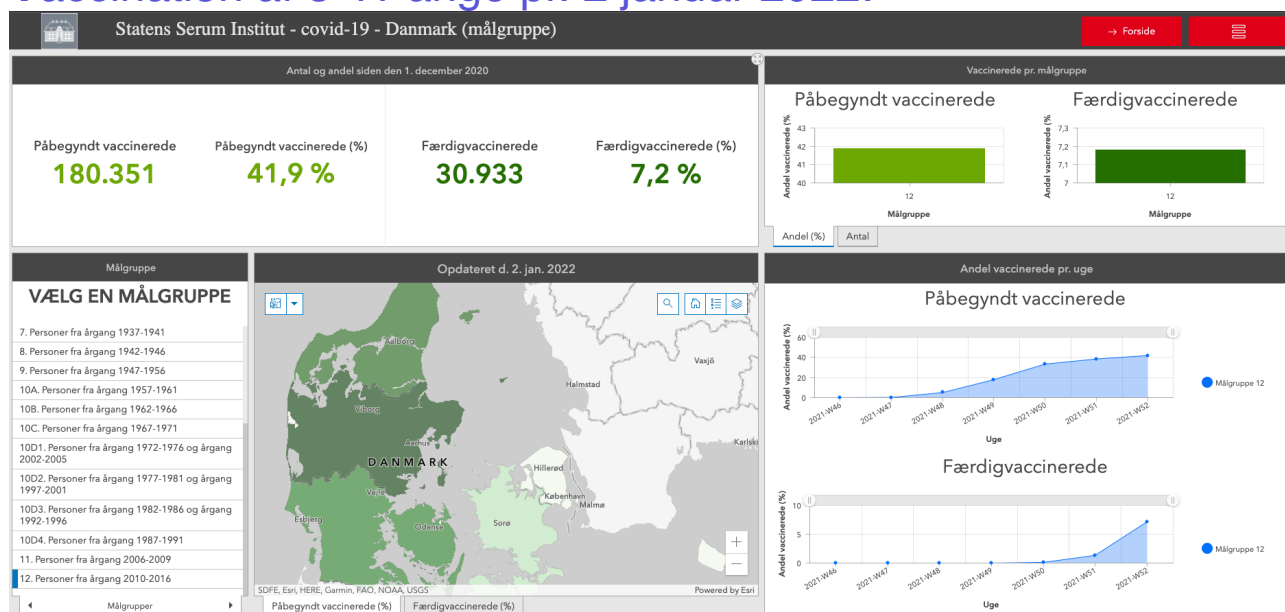 Statens Serum Institut - covid-19 - Danmark (målgruppe)
→ Forside
Antal og andel siden den 1. december 2020
Påbegyndt vaccinerede
180.351
Påbegyndt vaccinerede (%)
41,9 %
Færdigvaccinerede
30.933
Færdigvaccinerede (%)
7,2 %
Vaccinerede pr. målgruppe
Påbegyndt vaccinerede
Andel vaccinerede (%
43
42
41
40
12
Målgruppe
Færdigvaccinerede
Andel vaccinerede (%
7,3
7,2
7,1
7
12
Målgruppe
Andel (%)
Antal
Målgruppe
VÆLG EN MÅLGRUPPE
7. Personer fra årgang 1937-1941
8. Personer fra årgang 1942-1946
9. Personer fra årgang 1947-1956
10A. Personer fra årgang 1957-1961
10B. Personer fra årgang 1962-1966
10C. Personer fra årgang 1967-1971
10D1. Personer fra årgang 1972-1976 og årgang
2002-2005
10D2. Personer fra årgang 1977-1981 og årgang
1997-2001
10D3. Personer fra årgang 1982-1986 og årgang
1992-1996
10D4. Personer fra årgang 1987-1991
11. Personer fra årgang 2006-2009
12. Personer fra årgang 2010-2016
Målgrupper
Opdateret d. 2. jan. 2022
Aalborg
Växjö
Halmstad
Viborg
Aarhus
Karlskr
DANMARK
Hillerød
Vejle
København
Malmø
Esbjerg
Odense
Sorø
+
−
SDFE, Esri, HERE, Garmin, FAO, NOAA, USGS
Powered by Esri
Påbegyndt vaccinerede (%)
Færdigvaccinerede (%)
Andel vaccinerede pr. uge
Påbegyndt vaccinerede
Andel vaccinerede (%)
60
40
20
0
2021-W46
2021-W47
2021-W48
2021-W49
2021-W50
2021-W51
2021-W52
Uge
Målgruppe 12
Færdigvaccinerede
Andel vaccinerede (%)
10
5
0
2021-W46
2021-W47
2021-W48
2021-W49
2021-W50
2021-W51
2021-W52
Uge
Målgruppe 12